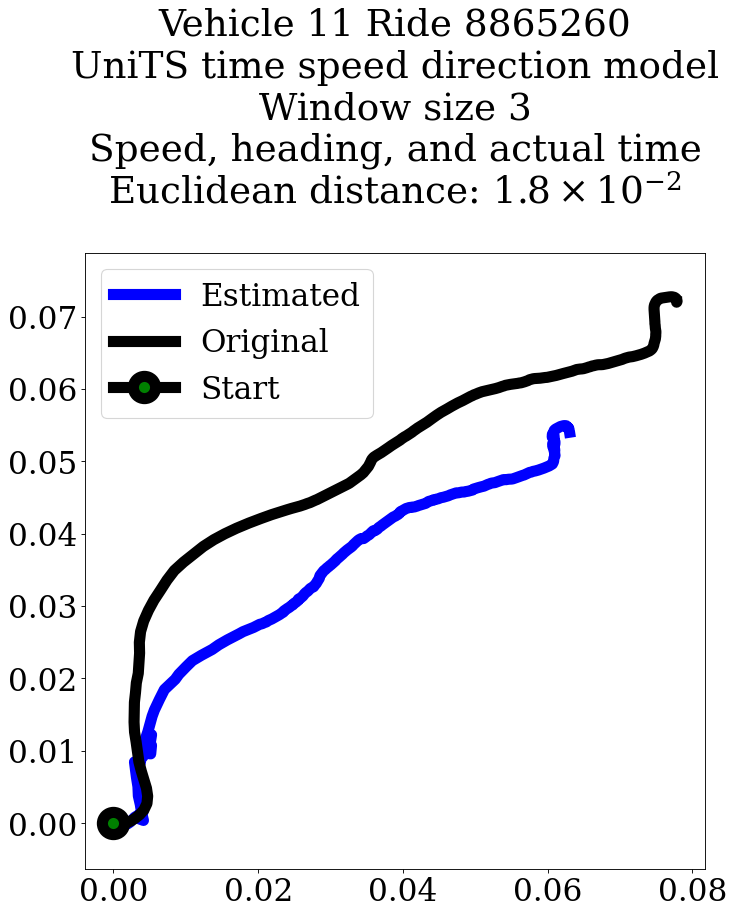 Vehicle 11 Ride 8865260
UniTS time speed direction model
Window size 3
Speed, heading, and actual time
Euclidean distance: 1.8 × 10⁻²
Estimated
Original
Start
0.07
0.06
0.05
0.04
0.03
0.02
0.01
0.00
0.00 0.02 0.04 0.06 0.08